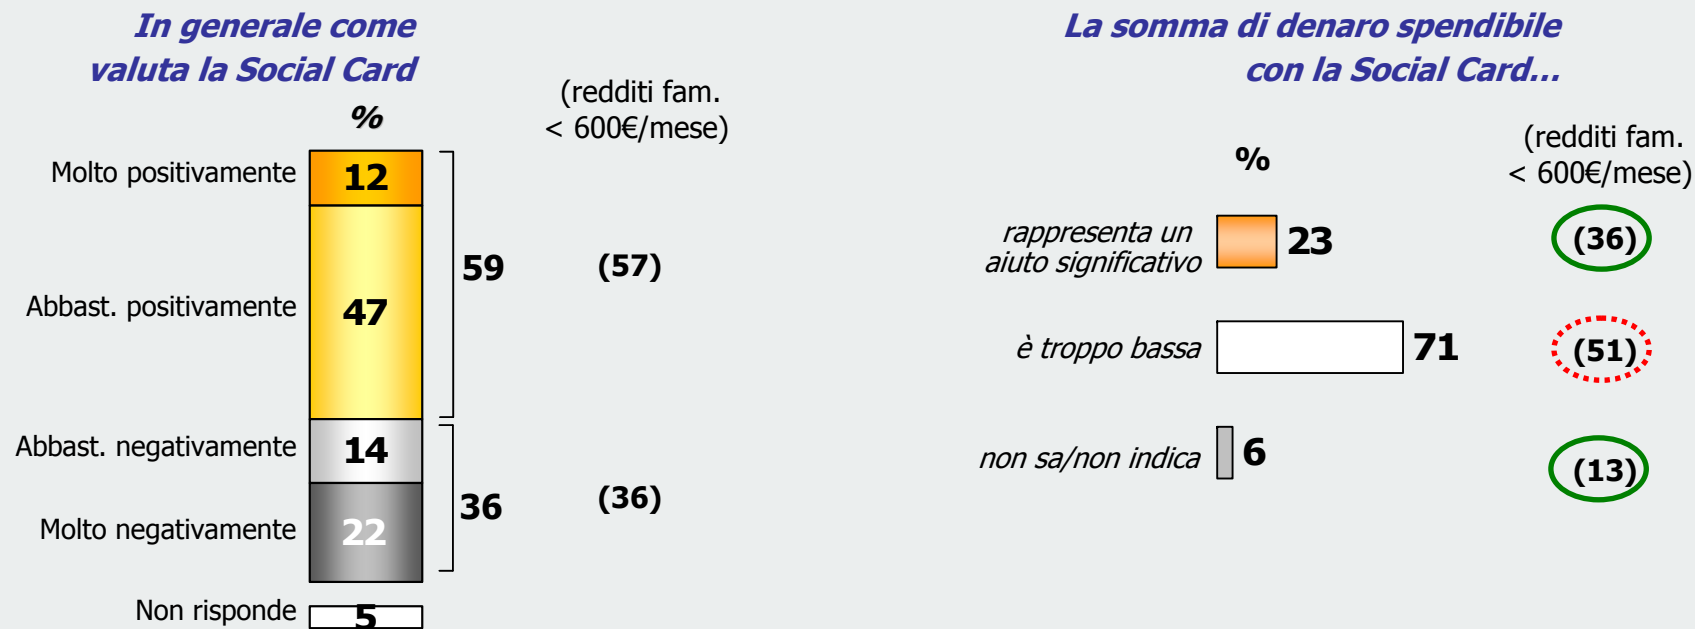 In generale come
valuta la Social Card
%
(redditi fam.
< 600€/mese)
Molto positivamente
12
Abbast. positivamente
47
59
(57)
Abbast. negativamente
14
Molto negativamente
22
36
(36)
Non risponde
5
La somma di denaro spendibile
con la Social Card...
%
(redditi fam.
< 600€/mese)
rappresenta un
aiuto significativo
23
(36)
è troppo bassa
71
(51)
non sa/non indica
6
(13)